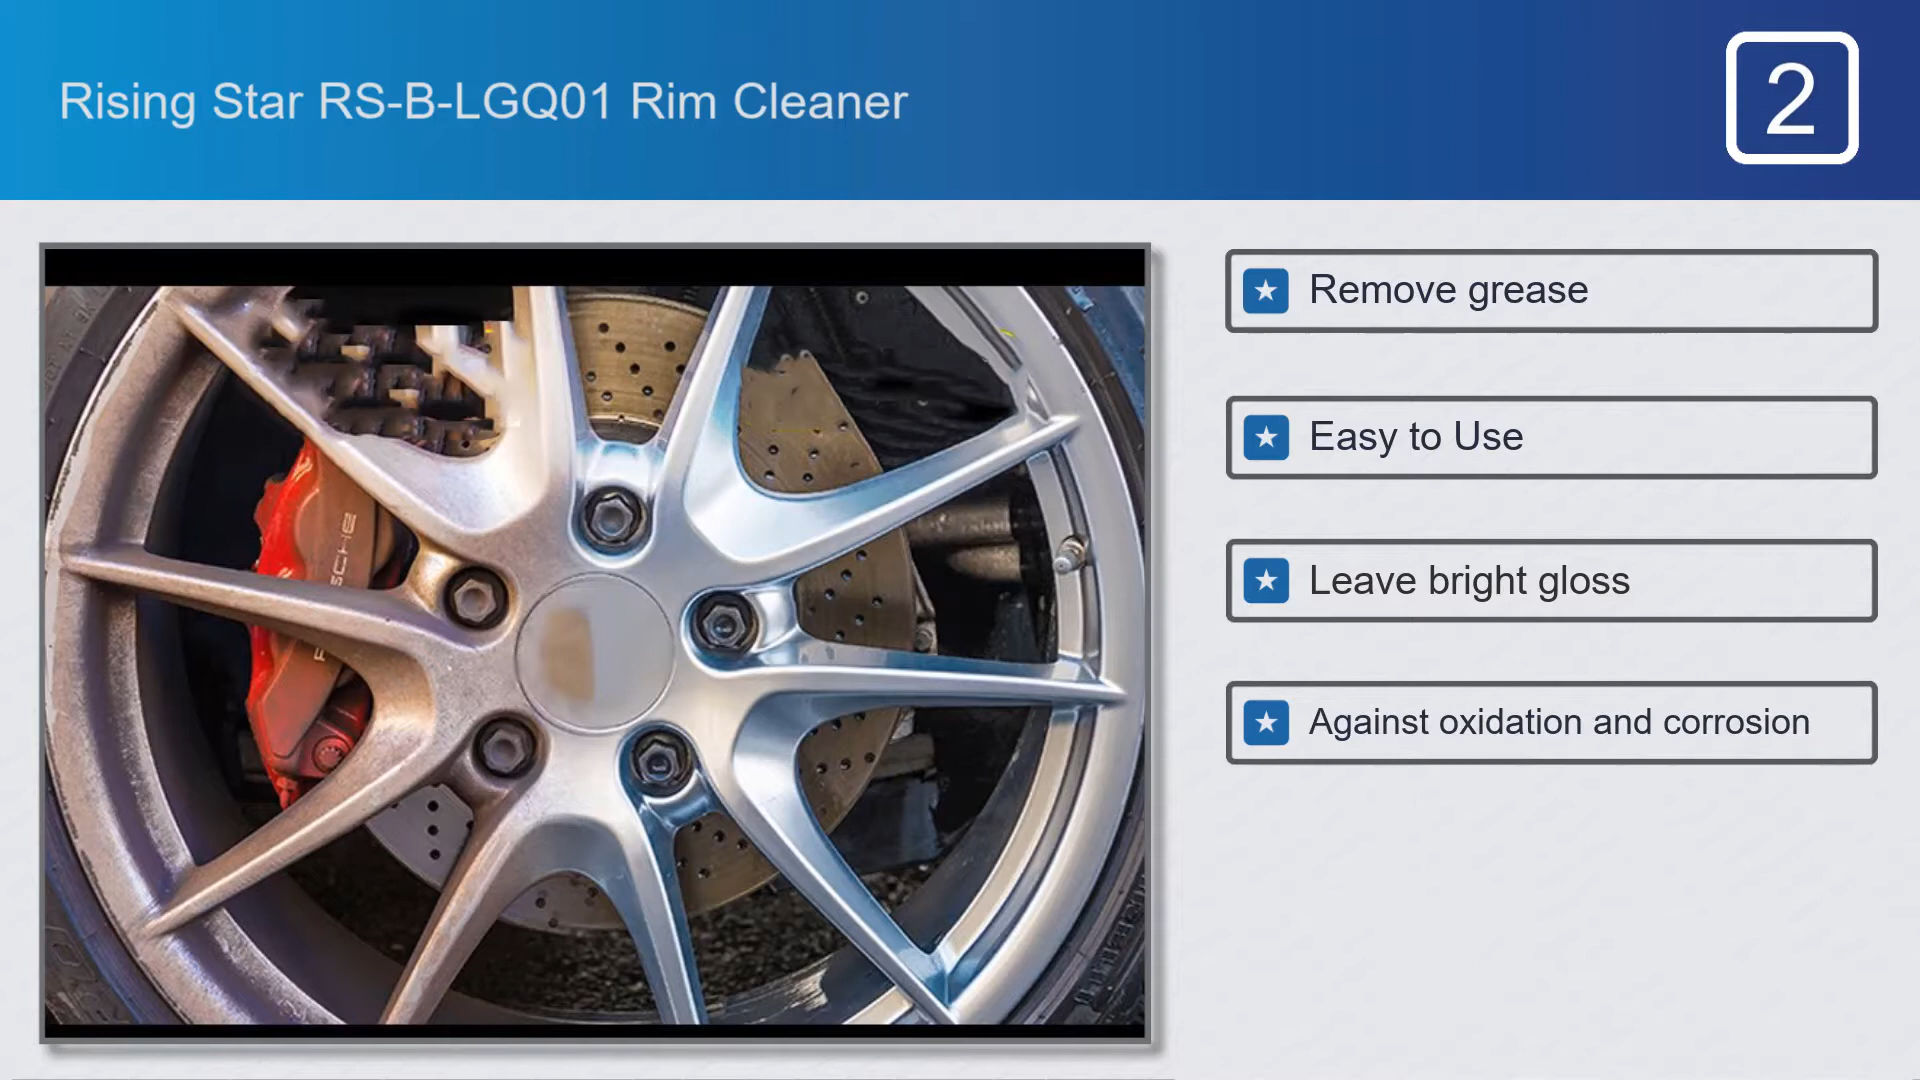 Rising Star RS-B-LGQ01 Rim Cleaner
2
Remove grease
Easy to Use
Leave bright gloss
Against oxidation and corrosion